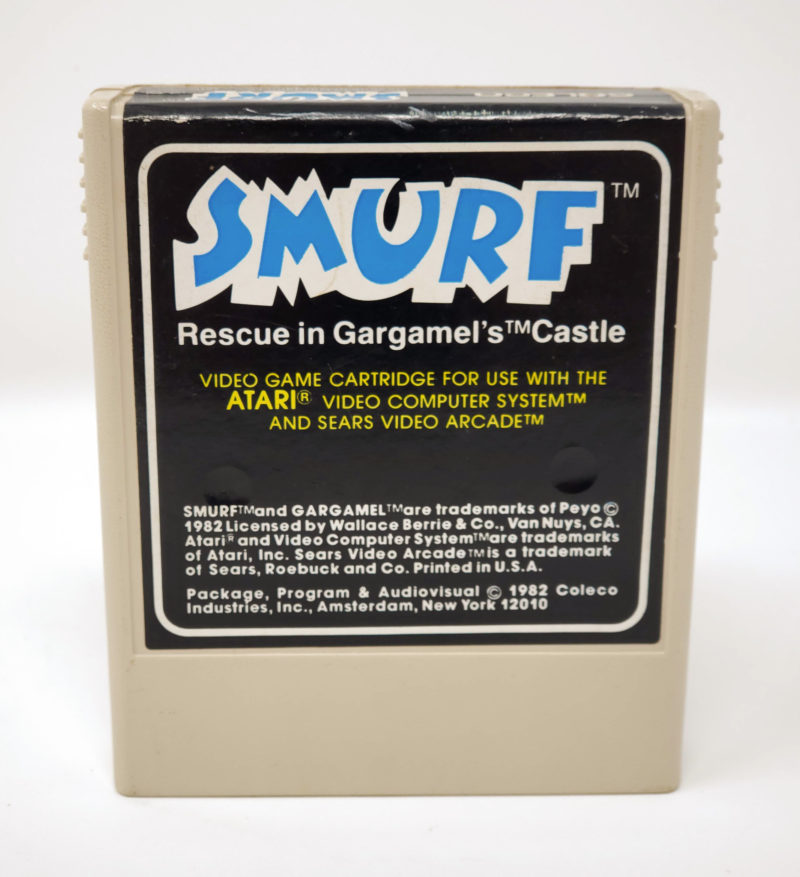 SMURF
COLECO
SMURF™
Rescue in Gargamel's™Castle
VIDEO GAME CARTRIDGE FOR USE WITH THE
ATARI® VIDEO COMPUTER SYSTEM™
AND SEARS VIDEO ARCADE™
SMURF™and GARGAMEL™are trademarks of Peyo ©
1982 Licensed by Wallace Berrie & Co., Van Nuys, CA.
Atari® and Video Computer System™are trademarks
of Atari, Inc. Sears Video Arcade™is a trademark
of Sears, Roebuck and Co. Printed in U.S.A.
Package, Program & Audiovisual © 1982 Coleco
Industries, Inc., Amsterdam, New York 12010